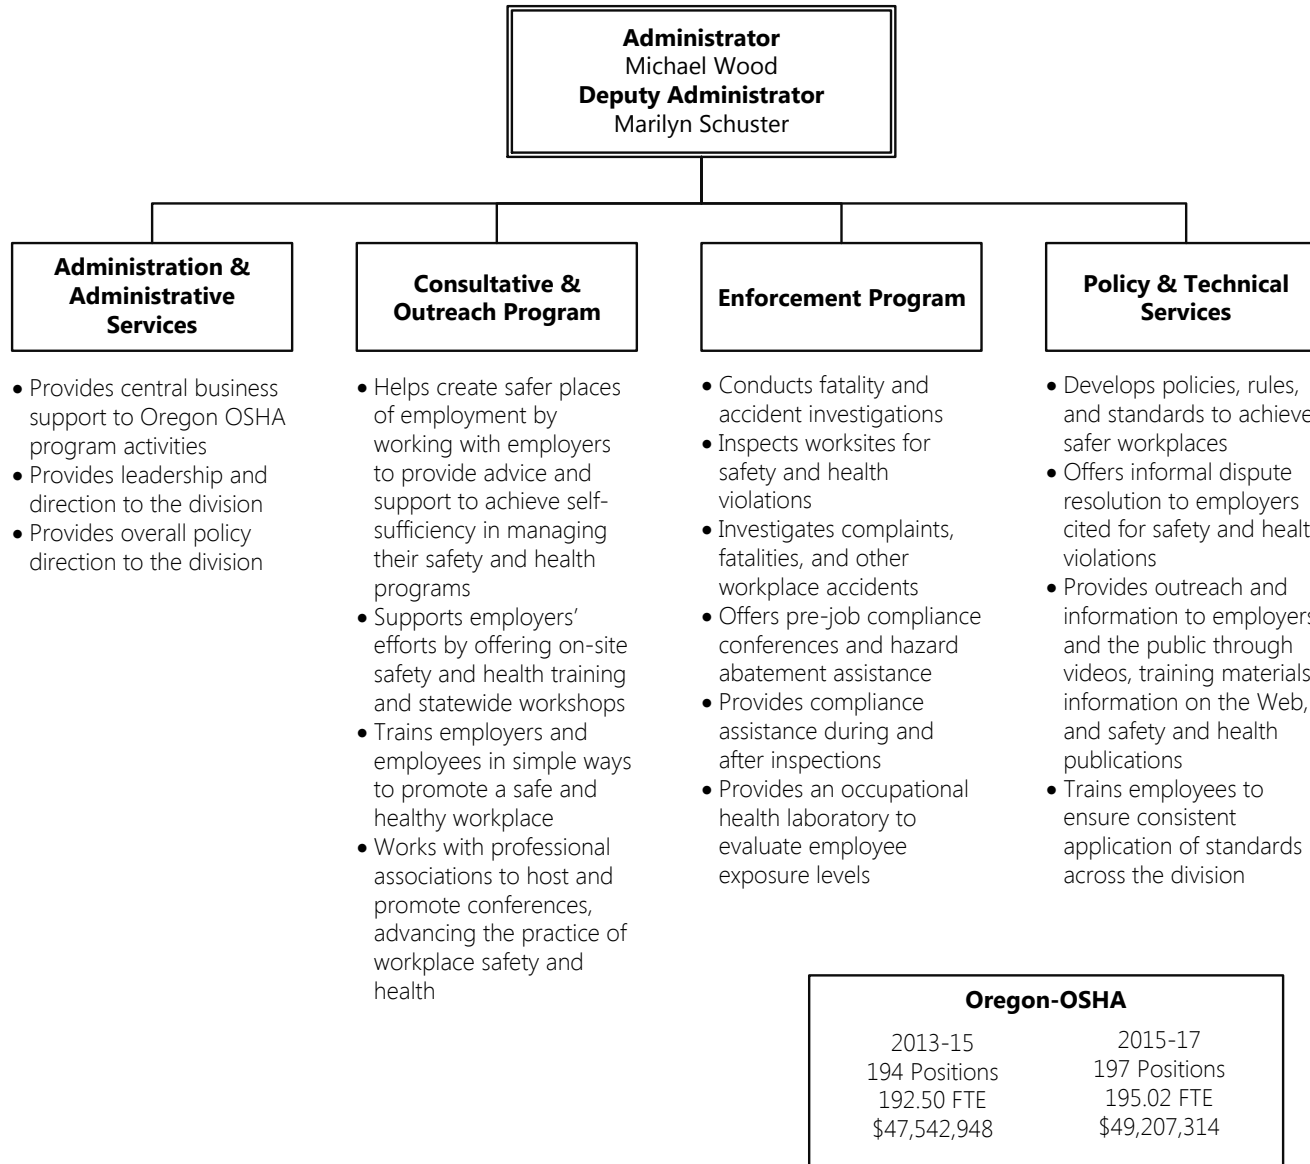 Administrator
Michael Wood
Deputy Administrator
Marilyn Schuster
Administration &
Administrative
Services
• Provides central business
support to Oregon OSHA
program activities
• Provides leadership and
direction to the division
• Provides overall policy
direction to the division
Consultative &
Outreach Program
• Helps create safer places
of employment by
working with employers
to provide advice and
support to achieve self-
sufficiency in managing
their safety and health
programs
• Supports employers’
efforts by offering on-site
safety and health training
and statewide workshops
• Trains employers and
employees in simple ways
to promote a safe and
healthy workplace
• Works with professional
associations to host and
promote conferences,
advancing the practice of
workplace safety and
health
Enforcement Program
• Conducts fatality and
accident investigations
• Inspects worksites for
safety and health
violations
• Investigates complaints,
fatalities, and other
workplace accidents
• Offers pre-job compliance
conferences and hazard
abatement assistance
• Provides compliance
assistance during and
after inspections
• Provides an occupational
health laboratory to
evaluate employee
exposure levels
Policy & Technical
Services
• Develops policies, rules,
and standards to achieve
safer workplaces
• Offers informal dispute
resolution to employers
cited for safety and healt
violations
• Provides outreach and
information to employers
and the public through
videos, training materials
information on the Web,
and safety and health
publications
• Trains employees to
ensure consistent
application of standards
across the division
Oregon-OSHA
2013-15
194 Positions
192.50 FTE
$47,542,948
2015-17
197 Positions
195.02 FTE
$49,207,314